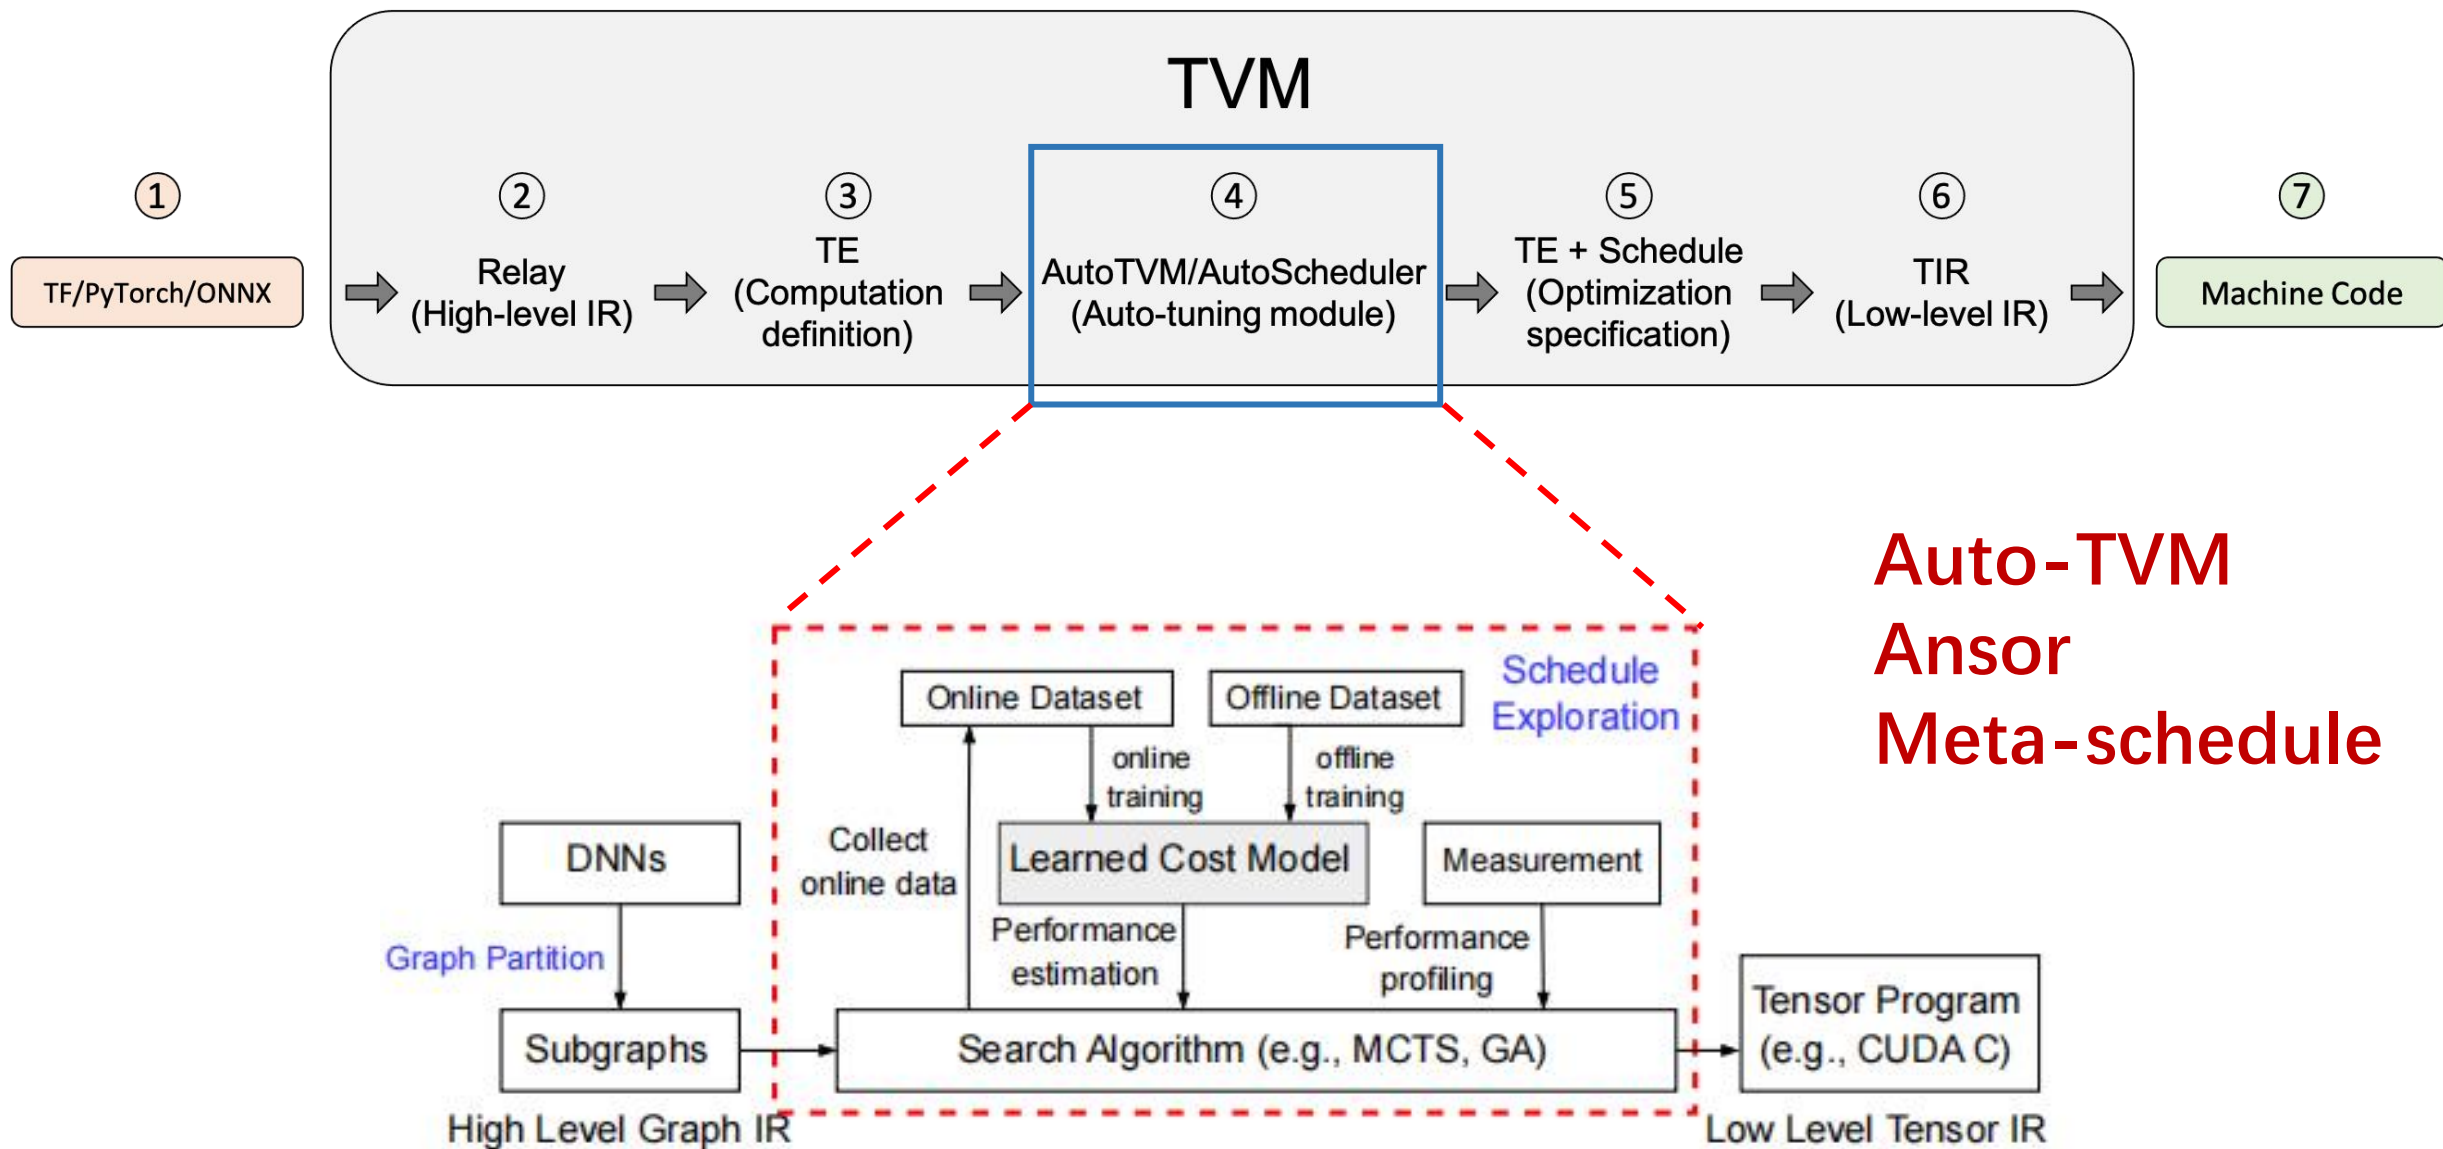 TVM
①
②
③
④
⑤
⑥
⑦
TF/PyTorch/ONNX
Relay
(High-level IR)
TE
(Computation
definition)
AutoTVM/AutoScheduler
(Auto-tuning module)
TE + Schedule
(Optimization
specification)
TIR
(Low-level IR)
Machine Code
Auto-TVM
Ansor
Meta-schedule
Schedule
Exploration
Online Dataset
Offline Dataset
online
training
offline
training
Collect
online data
DNNs
Learned Cost Model
Measurement
Graph Partition
Performance
estimation
Performance
profiling
Subgraphs
Search Algorithm (e.g., MCTS, GA)
Tensor Program
(e.g., CUDA C)
High Level Graph IR
Low Level Tensor IR